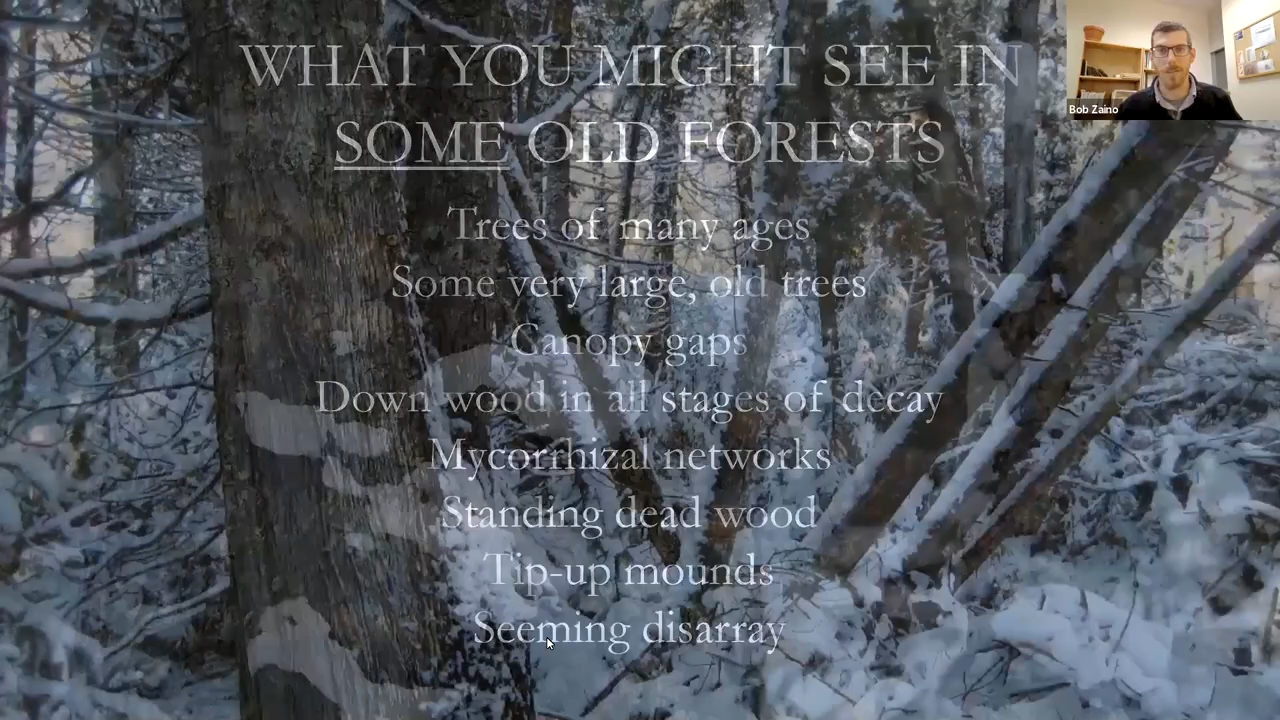 WHAT YOU MIGHT SEE IN
SOME OLD FORESTS
Trees of many ages
Some very large, old trees
Canopy gaps
Down wood in all stages of decay
Mycorrhizal networks
Standing dead wood
Tip-up mounds
Seeming disarray
Bob Zaino